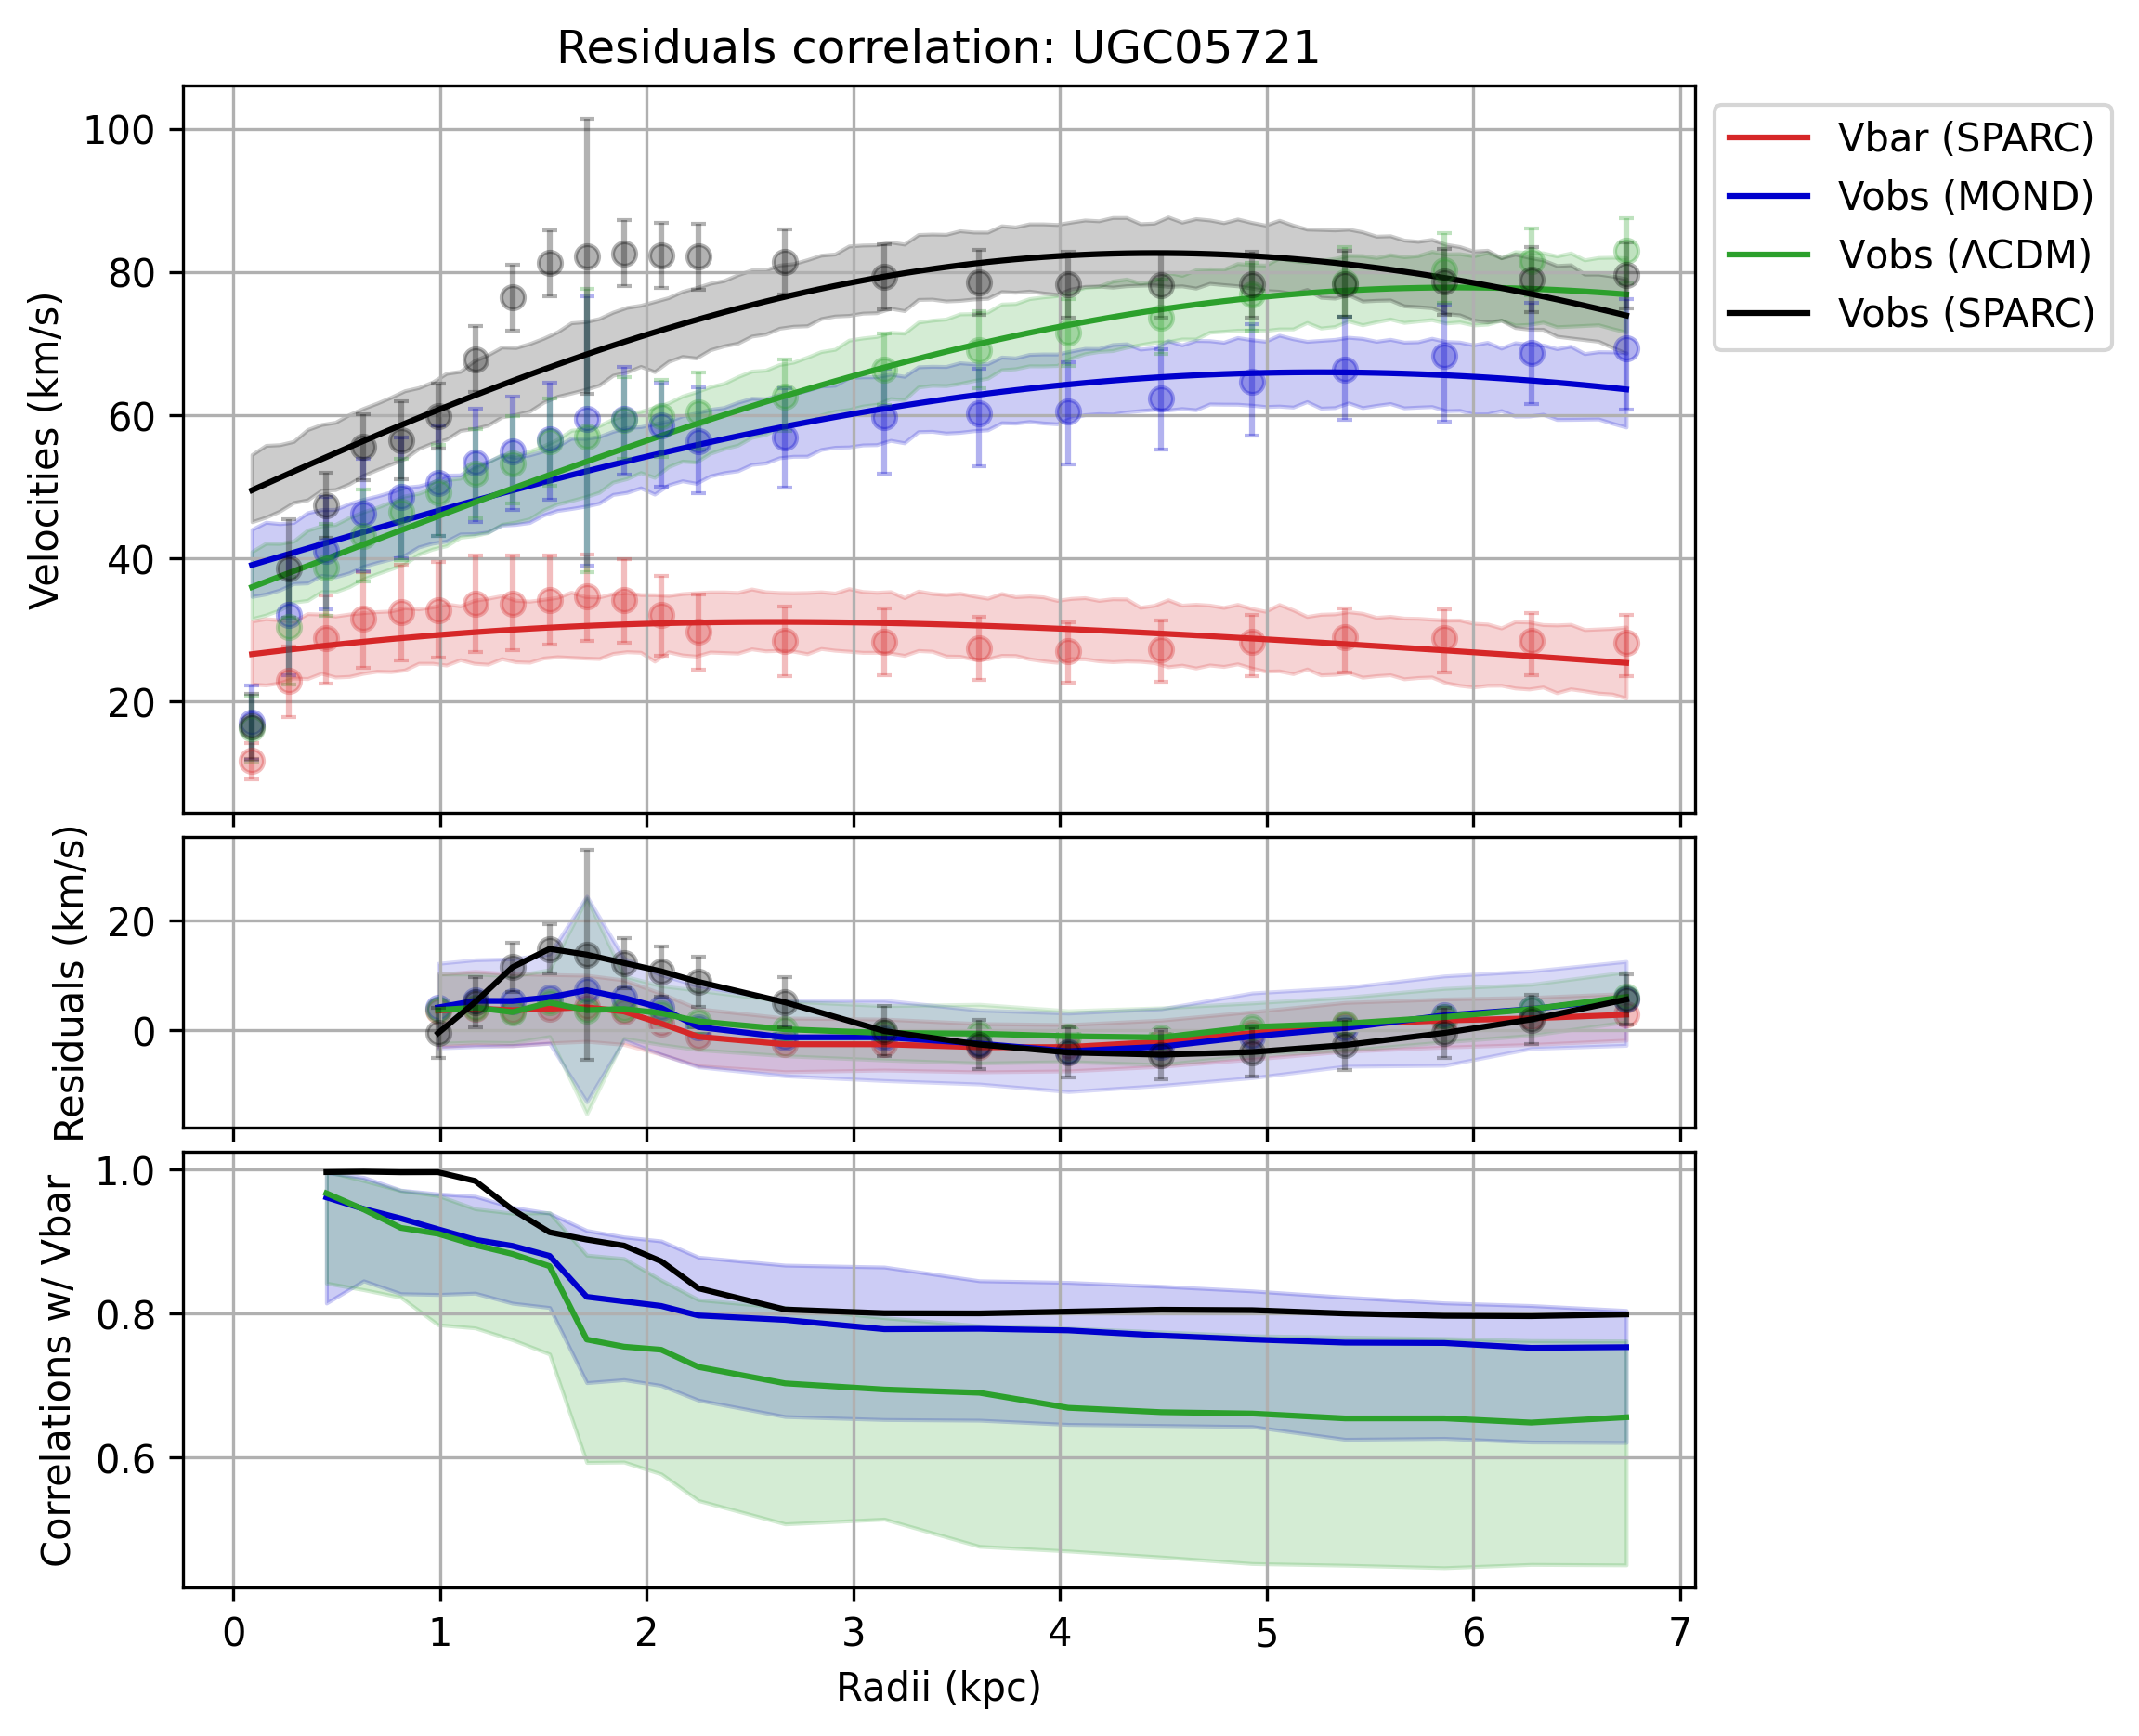 Residuals correlation: UGC05721
Velocities (km/s)
100
80
60
40
20
Vbar (SPARC)
Vobs (MOND)
Vobs (ΛCDM)
Vobs (SPARC)
Residuals (km/s)
20
0
Correlations w/ Vbar
1.0
0.8
0.6
0 1 2 3 4 5 6 7
Radii (kpc)